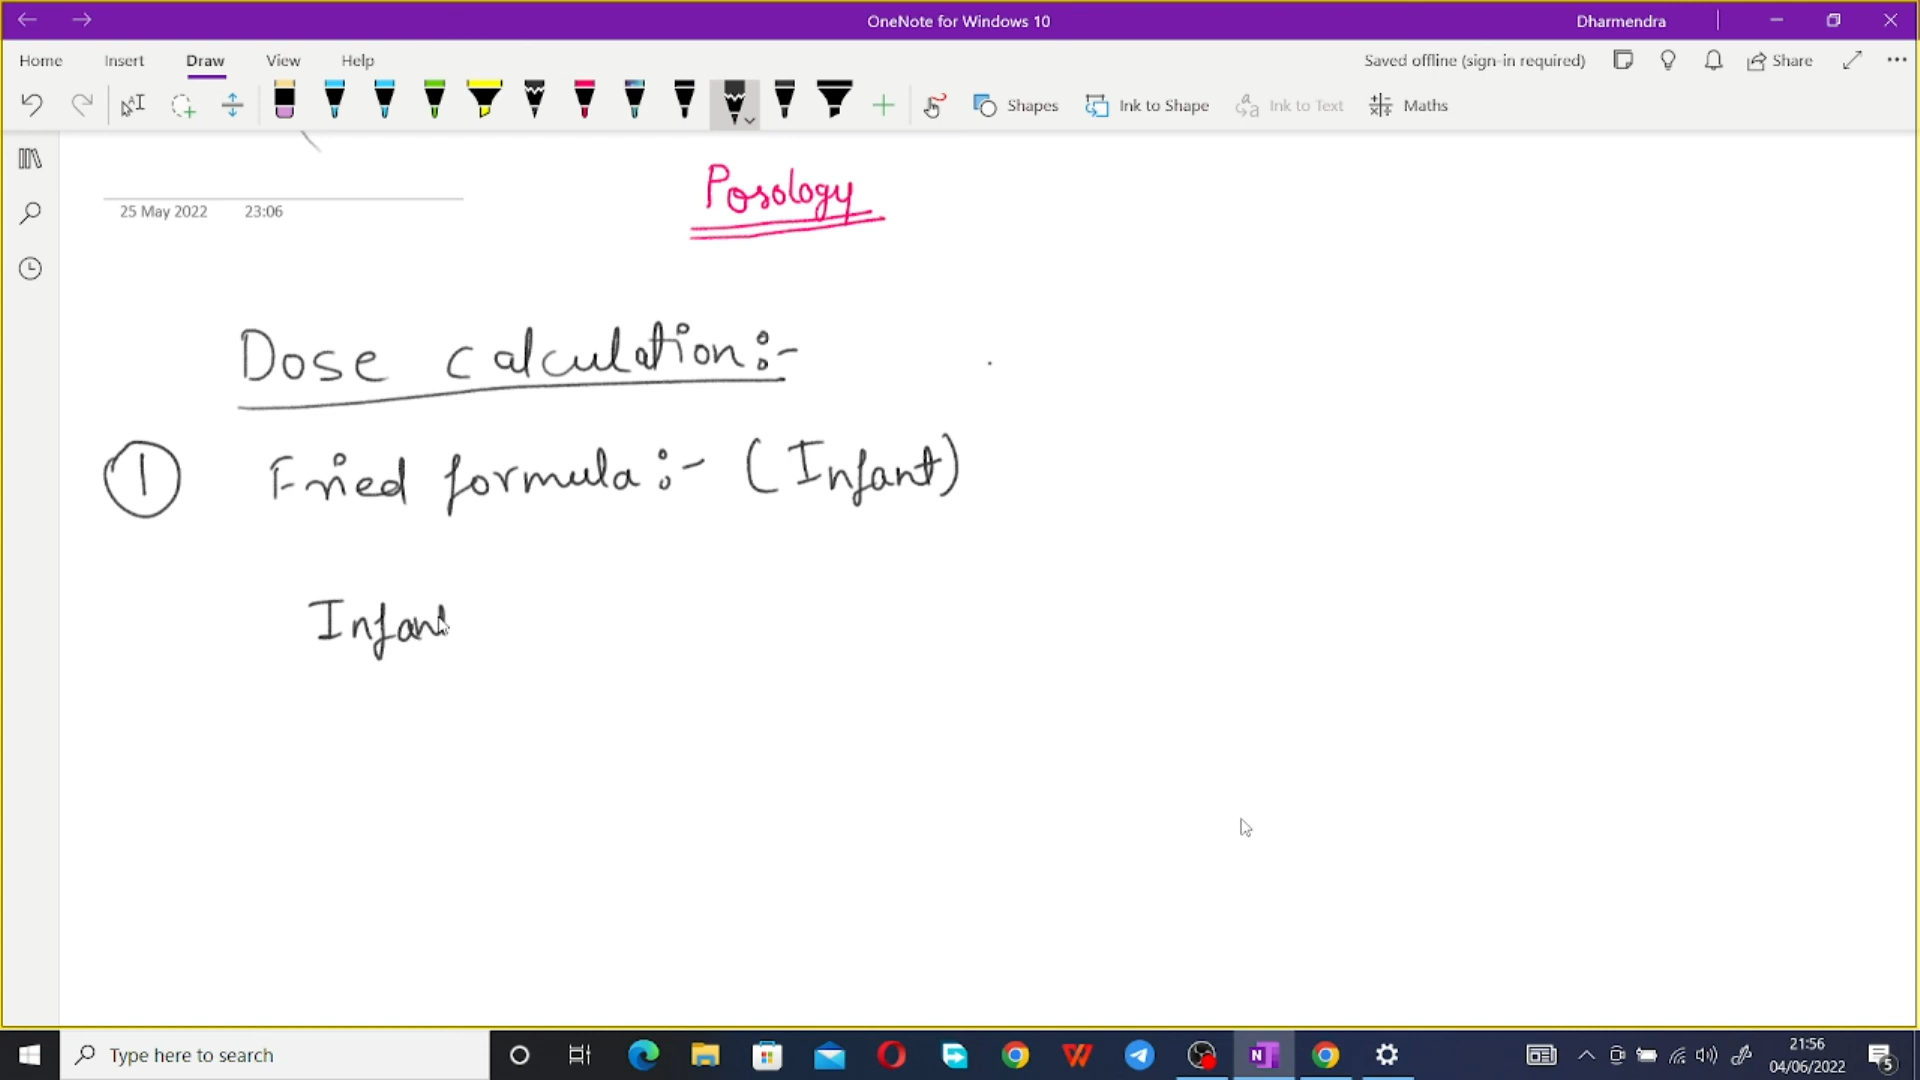 OneNote for Windows 10
Dharmendra
Home Insert Draw View Help
Saved offline (sign-in required)
Share
Shapes
Ink to Shape
Ink to Text
Maths
Posology
25 May 2022 23:06
Dose calculation:-
① Fried formula:- (Infant)
Infant
Type here to search
21:56
04/06/2022
5